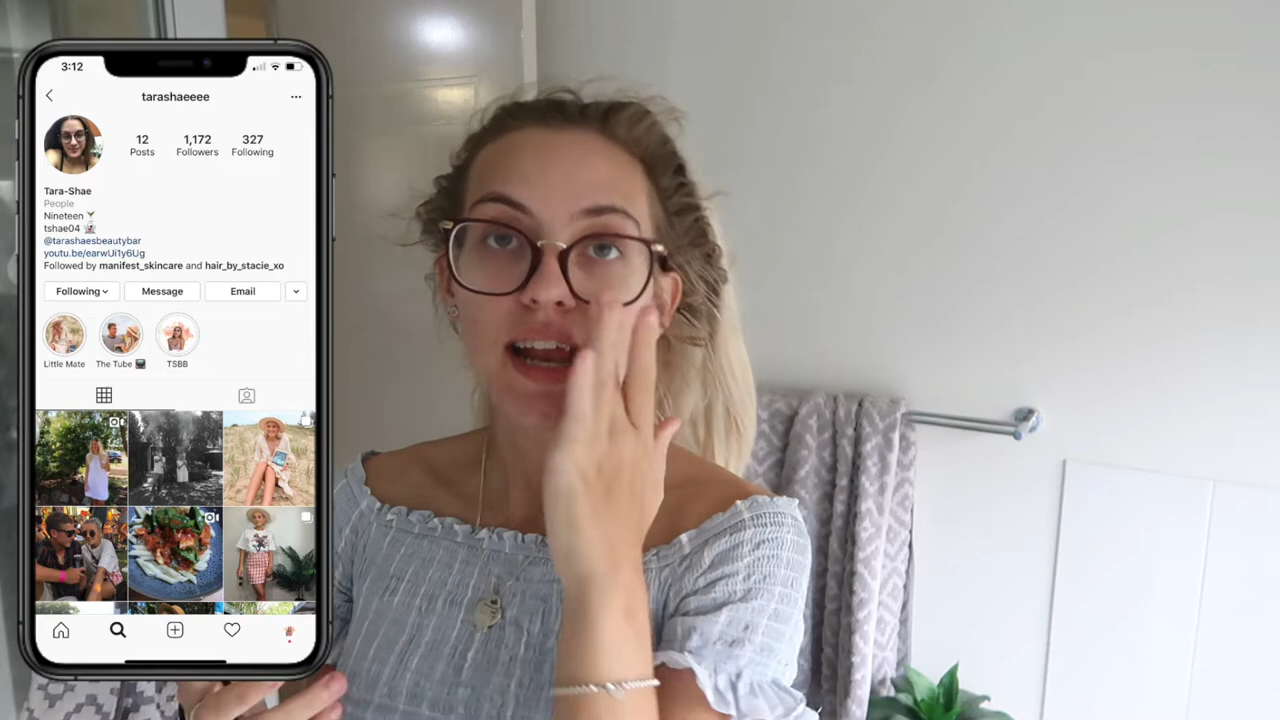 3:12
tarashaeeee
12 1,172 327
Posts Followers Following
Tara-Shae
People
Nineteen
tshae04
@tarashaesbeautybar
youtu.be/earwUi1y6Ug
Followed by manifest_skincare and hair_by_stacie_xo
Following Message Email
Little Mate The Tube TSBB